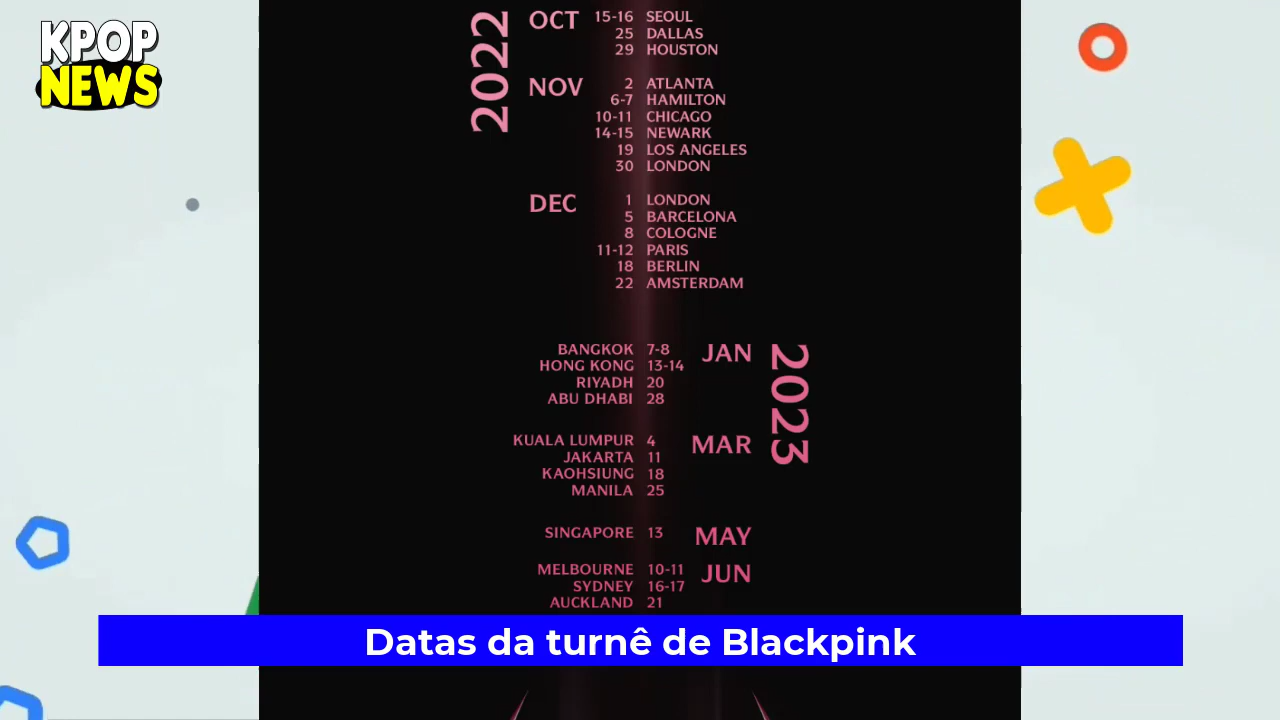 KPOP
NEWS
2022
OCT 15-16 SEOUL
25 DALLAS
29 HOUSTON
NOV 2 ATLANTA
6-7 HAMILTON
10-11 CHICAGO
14-15 NEWARK
19 LOS ANGELES
30 LONDON
DEC 1 LONDON
5 BARCELONA
8 COLOGNE
11-12 PARIS
18 BERLIN
22 AMSTERDAM
2023
BANGKOK 7-8 JAN
HONG KONG 13-14
RIYADH 20
ABU DHABI 28
KUALA LUMPUR 4 MAR
JAKARTA 11
KAOHSIUNG 18
MANILA 25
SINGAPORE 13 MAY
MELBOURNE 10-11 JUN
SYDNEY 16-17
AUCKLAND 21
Datas da turnê de Blackpink